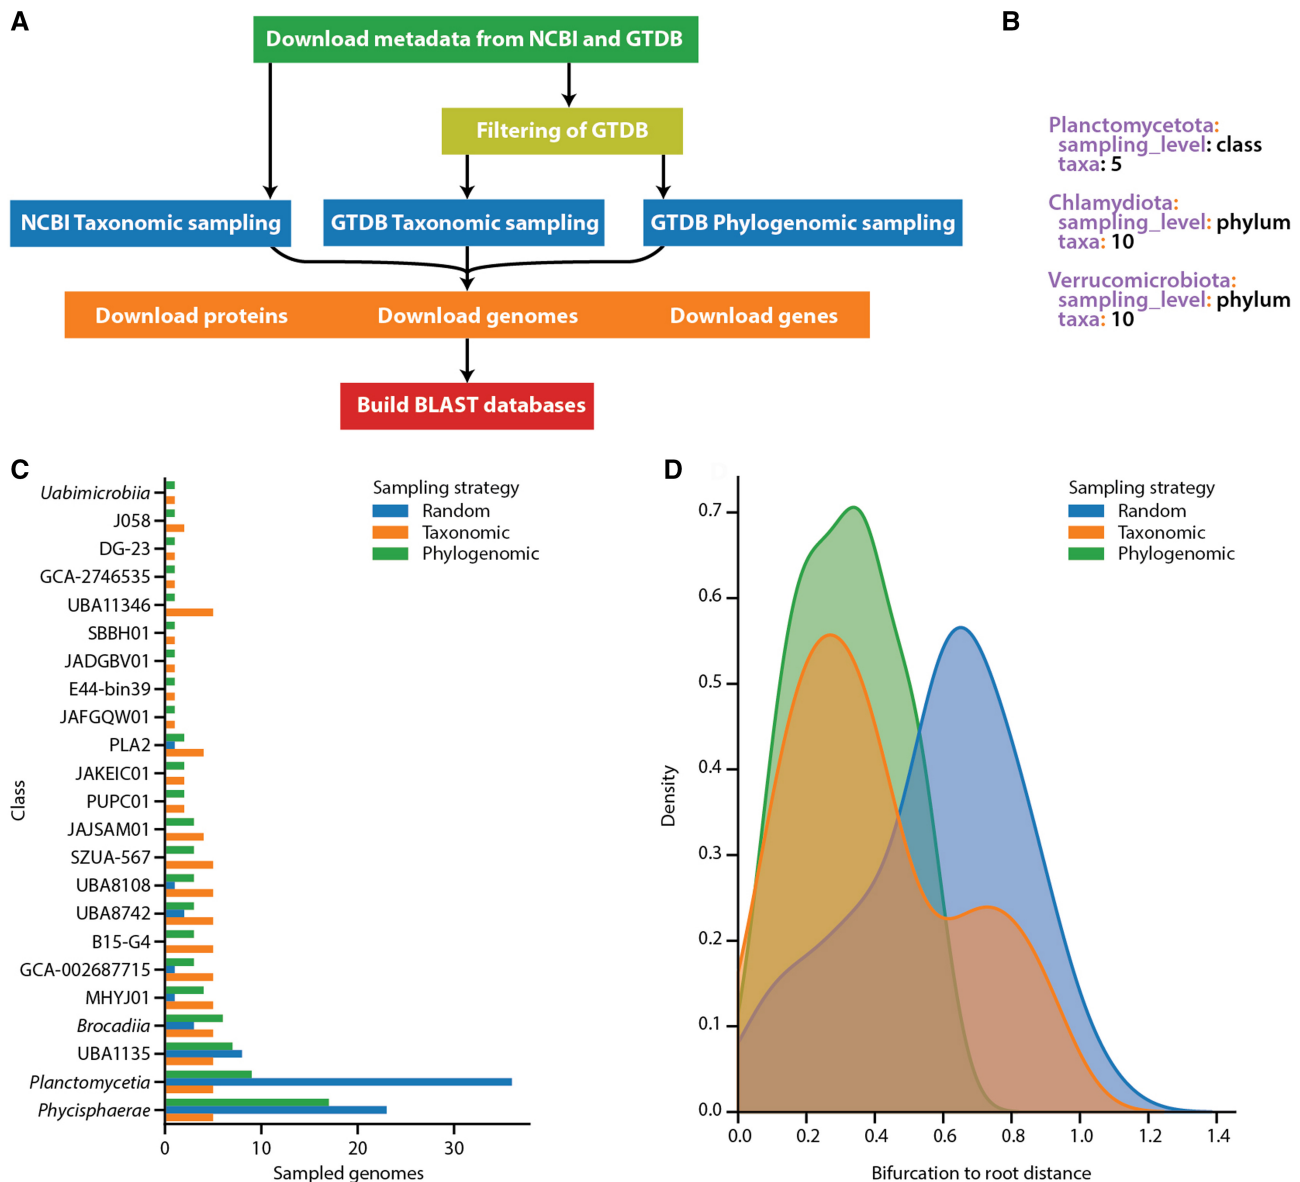 A
Download metadata from NCBI and GTDB
Filtering of GTDB
NCBI Taxonomic sampling
GTDB Taxonomic sampling
GTDB Phylogenomic sampling
Download proteins
Download genomes
Download genes
Build BLAST databases
B
Planctomycetota:
sampling_level: class
taxa: 5
Chlamydiota:
sampling_level: phylum
taxa: 10
Verrucomicrobiota:
sampling_level: phylum
taxa: 10
C
Sampling strategy
Random
Taxonomic
Phylogenomic
Class
Uabimicrobiia
J058
DG-23
GCA-2746535
UBA11346
SBBH01
JADGBV01
E44-bin39
JAFGQW01
PLA2
JAKEIC01
PUPC01
JAJSAM01
SZUA-567
UBA8108
UBA8742
B15-G4
GCA-002687715
MHYJ01
Brocadiia
UBA1135
Planctomycetia
Phycisphaerae
0 10 20 30
Sampled genomes
D
Sampling strategy
Random
Taxonomic
Phylogenomic
Density
0.7
0.6
0.5
0.4
0.3
0.2
0.1
0.0
0.0 0.2 0.4 0.6 0.8 1.0 1.2 1.4
Bifurcation to root distance